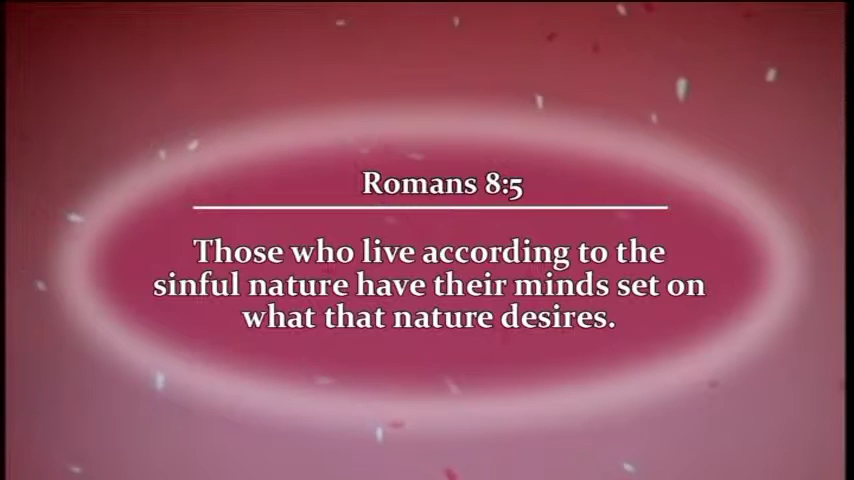 Romans 8:5
Those who live according to the
sinful nature have their minds set on
what that nature desires.